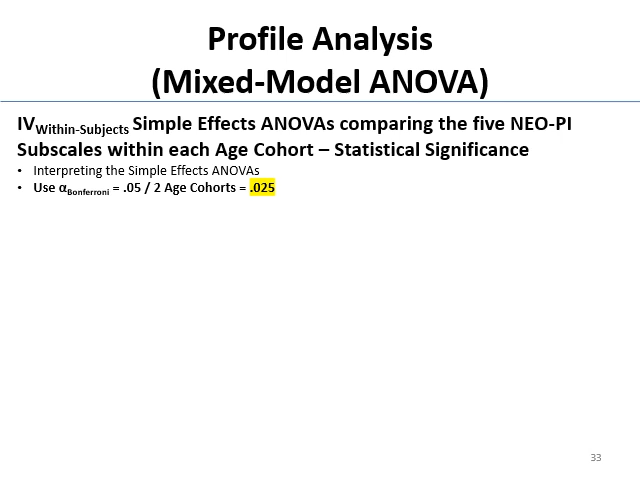 Profile Analysis
(Mixed-Model ANOVA)
IVWithin-Subjects Simple Effects ANOVAs comparing the five NEO-PI
Subscales within each Age Cohort – Statistical Significance
• Interpreting the Simple Effects ANOVAs
• Use αBonferroni = .05 / 2 Age Cohorts = .025
33